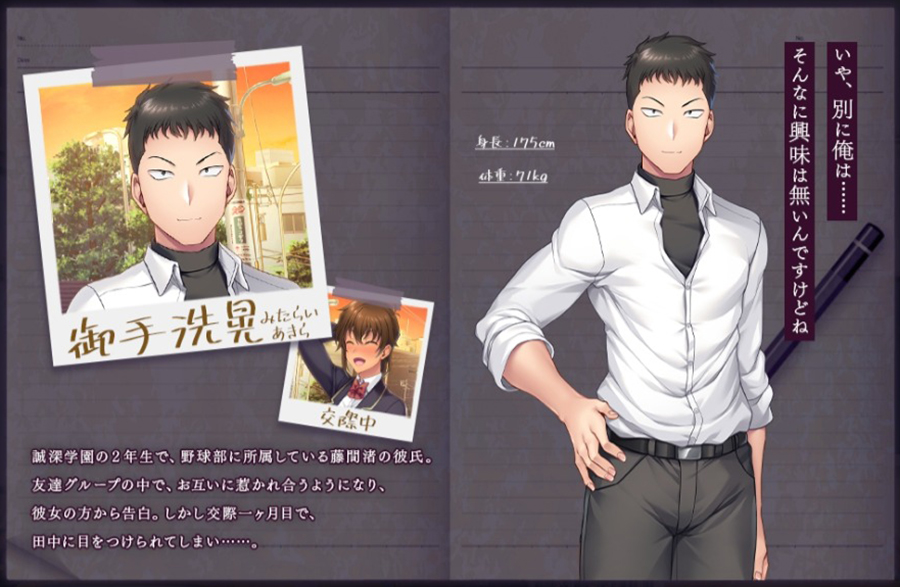 御手洗晃
みたらい
あきら
交際中
誠深学園の2年生で、野球部に所属している藤間渚の彼氏。
友達グループの中で、お互いに惹かれ合うようになり、
彼女の方から告白。しかし交際一ヶ月目で、
田中に目をつけられてしまい……。
身長:175cm
体重:71kg
いや、別に俺は……
そんなに興味は無いんですけどね